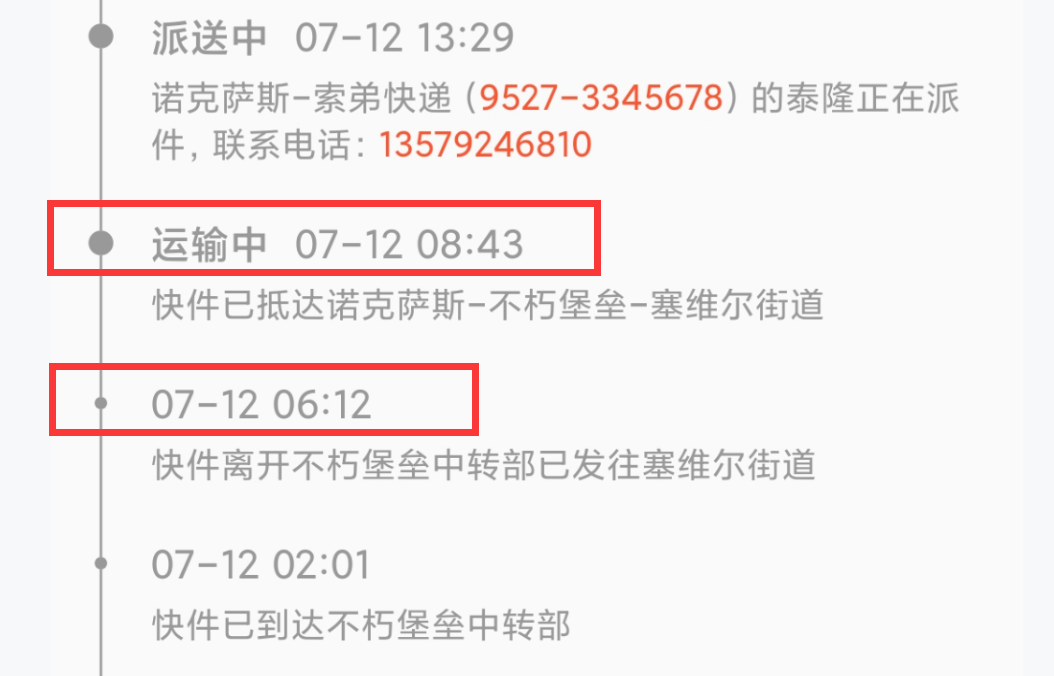 派送中 07-12 13:29
诺克萨斯-索弟快递（9527-3345678）的泰隆正在派
件，联系电话：13579246810
运输中 07-12 08:43
快件已抵达诺克萨斯-不朽堡垒-塞维尔街道
07-12 06:12
快件离开不朽堡垒中转部已发往塞维尔街道
07-12 02:01
快件已到达不朽堡垒中转部